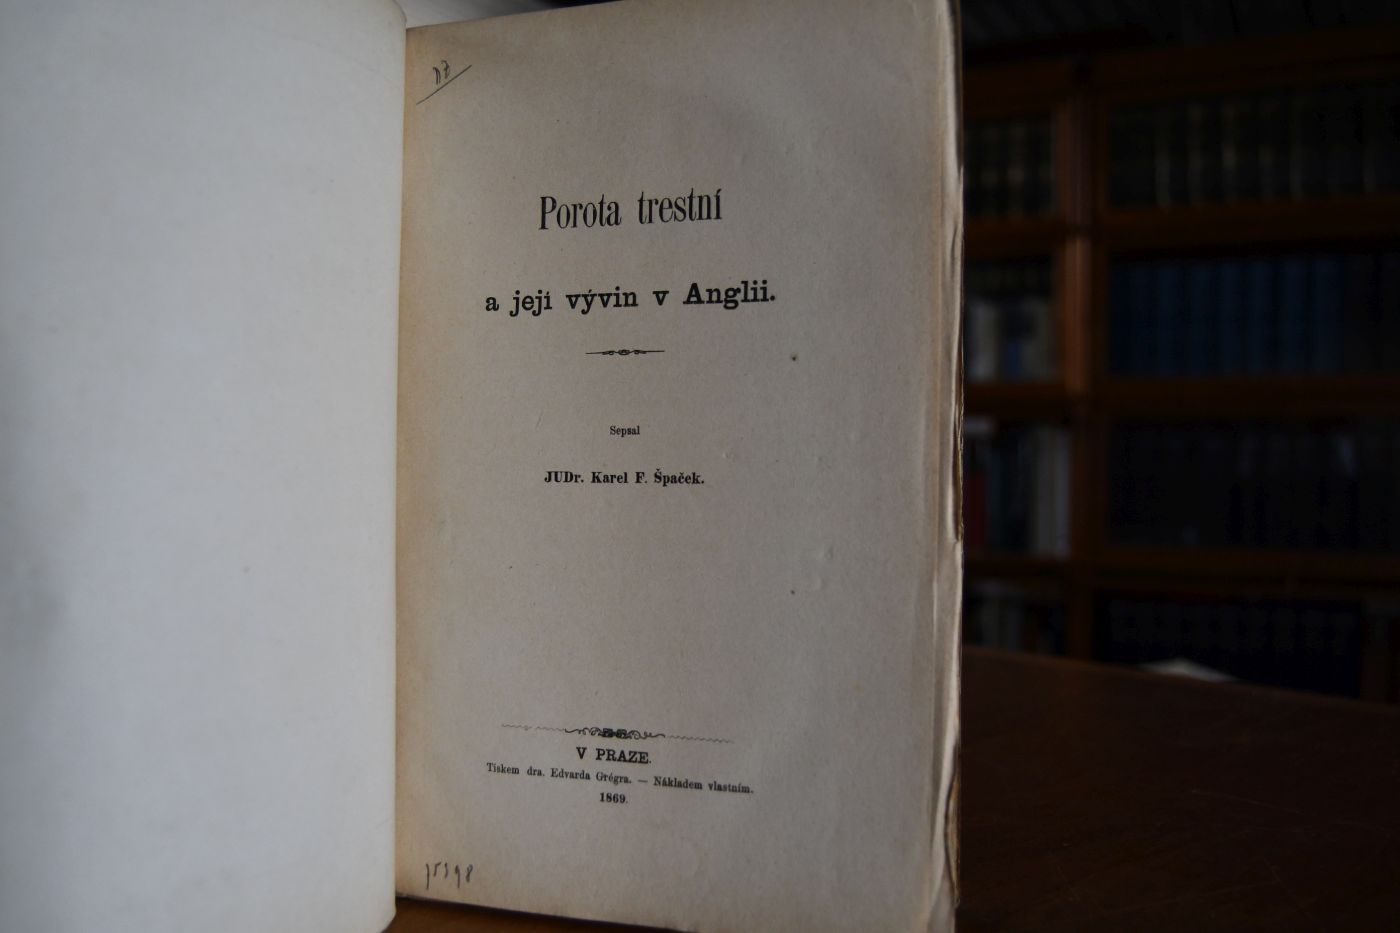 Porota trestní
a její vývin v Anglii.
Sepsal
JUDr. Karel F. Špaček.
V PRAZE.
Tiskem dra. Edvarda Grégra. — Nákladem vlastním.
1869.